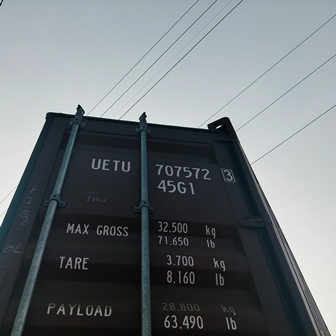 UETU 707572 3
45G1
MAX GROSS 32.500 kg
71.650 lb
TARE 3.700 kg
8.160 lb
PAYLOAD 28,800 kg
63,490 lb